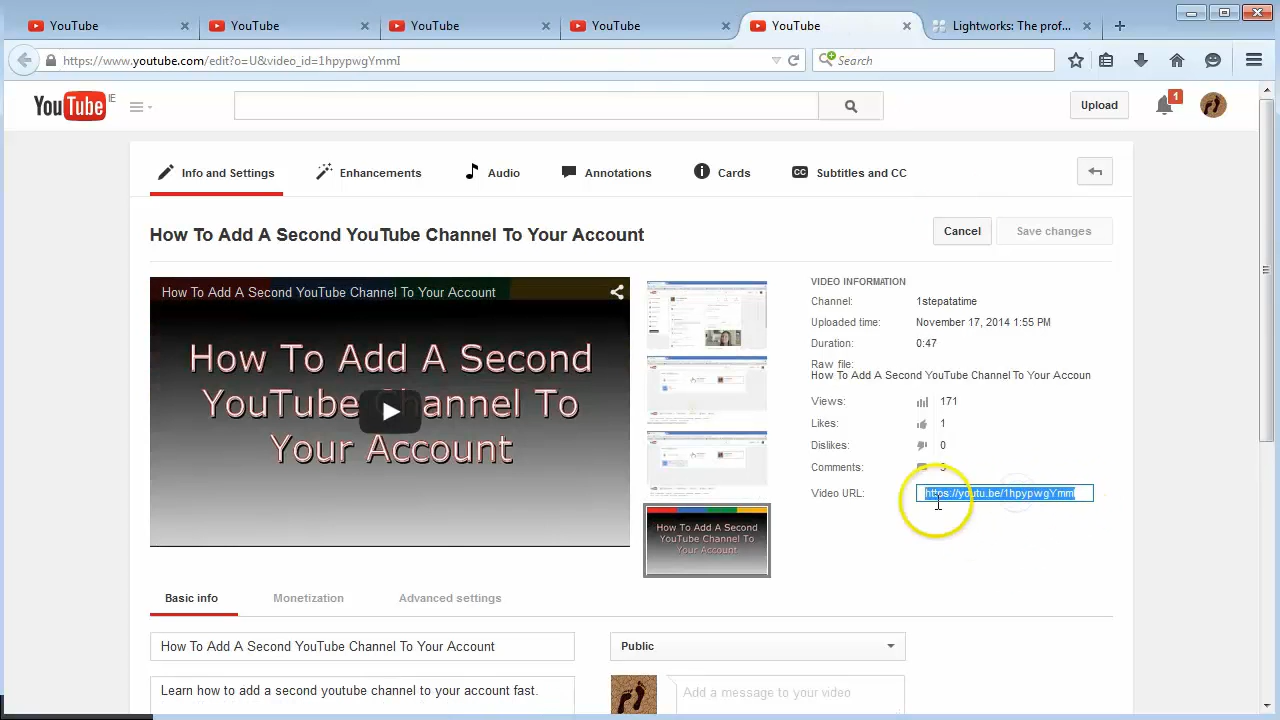 YouTube
YouTube
YouTube
YouTube
YouTube
Lightworks: The prof...
https://www.youtube.com/edit?o=U&video_id=1hpypwgYmmI
Search
YouTube IE
Upload
1
Info and Settings
Enhancements
Audio
Annotations
Cards
CC Subtitles and CC
How To Add A Second YouTube Channel To Your Account
Cancel
Save changes
How To Add A Second YouTube Channel To Your Account
How To Add A Second
YouTube Channel To
Your Account
How To Add A Second
YouTube Channel To
Your Account
VIDEO INFORMATION
Channel: 1stepatatime
Uploaded time: November 17, 2014 1:55 PM
Duration: 0:47
Raw file:
How To Add A Second YouTube Channel To Your Accoun
Views: 171
Likes: 1
Dislikes: 0
Comments:
Video URL: https://youtu.be/1hpypwgYmmI
Basic info
Monetization
Advanced settings
How To Add A Second YouTube Channel To Your Account
Public
Learn how to add a second youtube channel to your account fast.
Add a message to your video